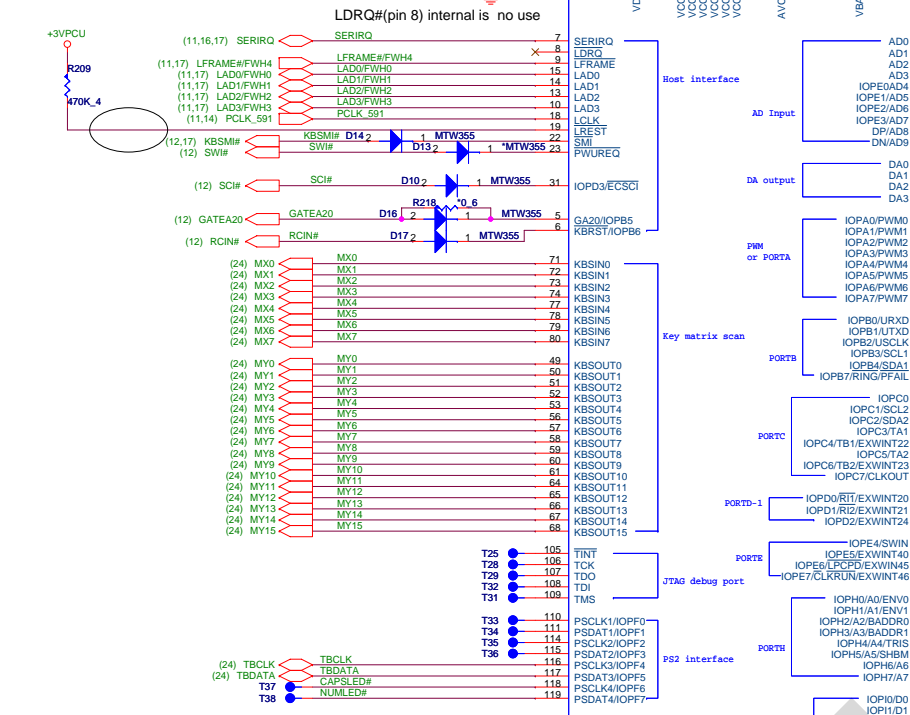 LDRQ#(pin 8) internal is no use
VD
VCC
VCC
VCC
VCC
VCC
AVC
VBA
+3VPCU
R209
470K_4
(11,16,17) SERIRQ SERIRQ 7 SERIRQ
8 LDRQ
(11,17) LFRAME#/FWH4 LFRAME#/FWH4 9 LFRAME
(11,17) LAD0/FWH0 LAD0/FWH0 15 LAD0
(11,17) LAD1/FWH1 LAD1/FWH1 14 LAD1
(11,17) LAD2/FWH2 LAD2/FWH2 13 LAD2
(11,17) LAD3/FWH3 LAD3/FWH3 10 LAD3
(11,14) PCLK_591 PCLK_591 18 LCLK
19 LREST
(12,17) KBSMI# KBSMI# D14 2 1 MTW355 22 SMI
(12) SWI# SWI# D13 2 1 *MTW355 23 PWUREQ
(12) SCI# SCI# D10 2 1 MTW355 31 IOPD3/ECSCI
R218 *0_6
(12) GATEA20 GATEA20 D16 2 1 MTW355 5 GA20/IOPB5
6 KBRST/IOPB6
(12) RCIN# RCIN# D17 2 1 MTW355
Host interface
(24) MX0 MX0 71 KBSIN0
(24) MX1 MX1 72 KBSIN1
(24) MX2 MX2 73 KBSIN2
(24) MX3 MX3 74 KBSIN3
(24) MX4 MX4 77 KBSIN4
(24) MX5 MX5 78 KBSIN5
(24) MX6 MX6 79 KBSIN6
(24) MX7 MX7 80 KBSIN7
Key matrix scan
(24) MY0 MY0 49 KBSOUT0
(24) MY1 MY1 50 KBSOUT1
(24) MY2 MY2 51 KBSOUT2
(24) MY3 MY3 52 KBSOUT3
(24) MY4 MY4 53 KBSOUT4
(24) MY5 MY5 56 KBSOUT5
(24) MY6 MY6 57 KBSOUT6
(24) MY7 MY7 58 KBSOUT7
(24) MY8 MY8 59 KBSOUT8
(24) MY9 MY9 60 KBSOUT9
(24) MY10 MY10 61 KBSOUT10
(24) MY11 MY11 64 KBSOUT11
(24) MY12 MY12 65 KBSOUT12
(24) MY13 MY13 66 KBSOUT13
(24) MY14 MY14 67 KBSOUT14
(24) MY15 MY15 68 KBSOUT15
T25 105 TINT
T28 106 TCK
T29 107 TDO
T32 108 TDI
T31 109 TMS
JTAG debug port
T33 110 PSCLK1/IOPF0
T34 111 PSDAT1/IOPF1
T35 114 PSCLK2/IOPF2
T36 115 PSDAT2/IOPF3
(24) TBCLK TBCLK 116 PSCLK3/IOPF4
(24) TBDATA TBDATA 117 PSDAT3/IOPF5
T37 CAPSLED# 118 PSCLK4/IOPF6
T38 NUMLED# 119 PSDAT4/IOPF7
PS2 interface
AD Input
AD0
AD1
AD2
AD3
IOPE0AD4
IOPE1/AD5
IOPE2/AD6
IOPE3/AD7
DP/AD8
DN/AD9
DA output
DA0
DA1
DA2
DA3
PWM
or PORTA
IOPA0/PWM0
IOPA1/PWM1
IOPA2/PWM2
IOPA3/PWM3
IOPA4/PWM4
IOPA5/PWM5
IOPA6/PWM6
IOPA7/PWM7
PORTB
IOPB0/URXD
IOPB1/UTXD
IOPB2/USCLK
IOPB3/SCL1
IOPB4/SDA1
IOPB7/RING/PFAIL
PORTC
IOPC0
IOPC1/SCL2
IOPC2/SDA2
IOPC3/TA1
IOPC4/TB1/EXWINT22
IOPC5/TA2
IOPC6/TB2/EXWINT23
IOPC7/CLKOUT
PORTD-1
IOPD0/RI1/EXWINT20
IOPD1/RI2/EXWINT21
IOPD2/EXWINT24
PORTE
IOPE4/SWIN
IOPE5/EXWINT40
IOPE6/LPCPD/EXWIN45
IOPE7/CLKRUN/EXWINT46
PORTH
IOPH0/A0/ENV0
IOPH1/A1/ENV1
IOPH2/A2/BADDR0
IOPH3/A3/BADDR1
IOPH4/A4/TRIS
IOPH5/A5/SHBM
IOPH6/A6
IOPH7/A7
IOPI0/D0
IOPI1/D1